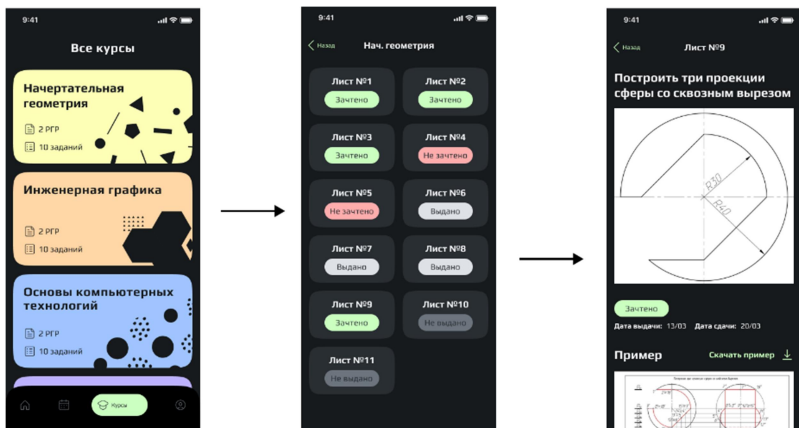 9:41
Все курсы
Начертательная
геометрия
2 РГР
10 заданий
Инженерная графика
2 РГР
10 заданий
Основы компьютерных
технологий
2 РГР
10 заданий
Курсы
9:41
Назад
Нач. геометрия
Лист №1
Зачтено
Лист №2
Зачтено
Лист №3
Зачтено
Лист №4
Не зачтено
Лист №5
Не зачтено
Лист №6
Выдано
Лист №7
Выдано
Лист №8
Выдано
Лист №9
Зачтено
Лист №10
Не выдано
Лист №11
Не выдано
9:41
Назад
Лист №9
Построить три проекции
сферы со сквозным вырезом
R30
R40
Зачтено
Дата выдачи: 13/03 Дата сдачи: 20/03
Пример
Скачать пример